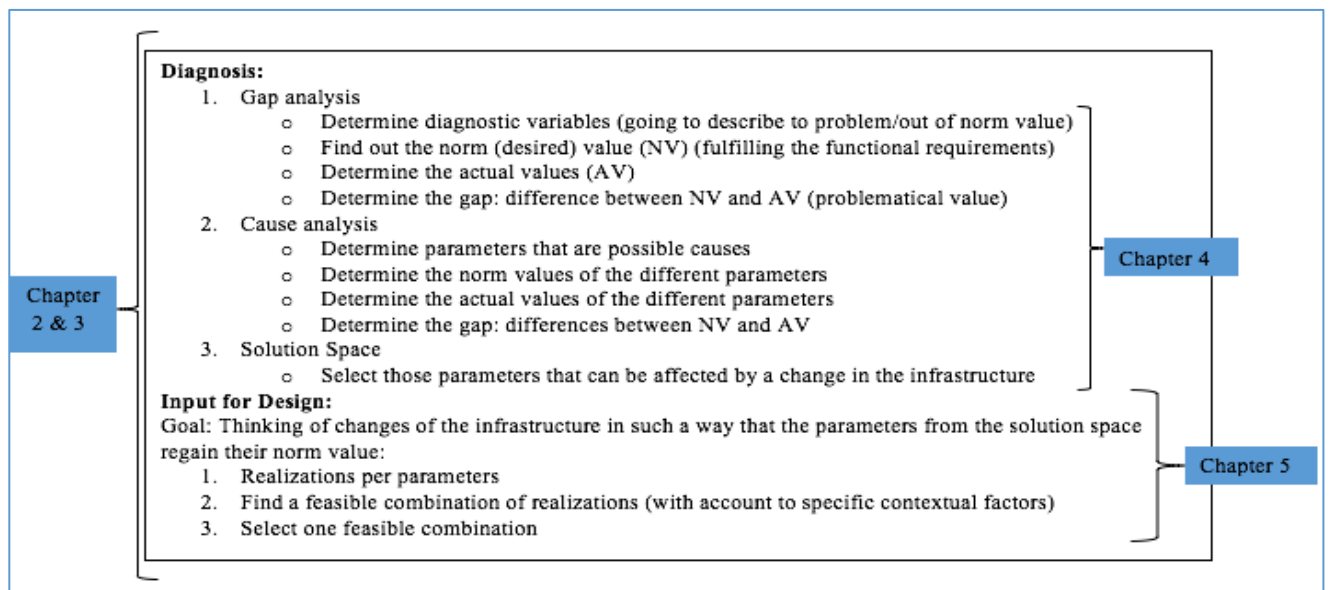 Diagnosis:
1. Gap analysis
o Determine diagnostic variables (going to describe to problem/out of norm value)
o Find out the norm (desired) value (NV) (fulfilling the functional requirements)
o Determine the actual values (AV)
o Determine the gap: difference between NV and AV (problematical value)
2. Cause analysis
o Determine parameters that are possible causes
o Determine the norm values of the different parameters
o Determine the actual values of the different parameters
o Determine the gap: differences between NV and AV
3. Solution Space
o Select those parameters that can be affected by a change in the infrastructure
Input for Design:
Goal: Thinking of changes of the infrastructure in such a way that the parameters from the solution space
regain their norm value:
1. Realizations per parameters
2. Find a feasible combination of realizations (with account to specific contextual factors)
3. Select one feasible combination
Chapter
2 & 3
Chapter 4
Chapter 5